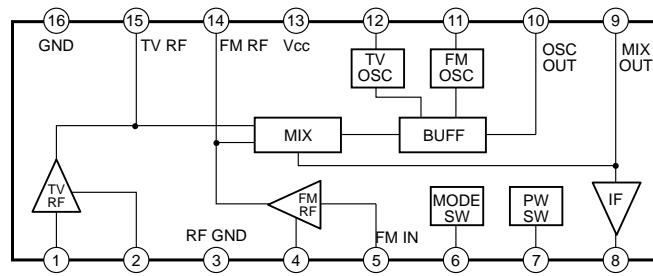 16 15 14 13 12 11 10 9
GND TV RF FM RF Vcc OSC OUT MIX OUT
TV OSC
FM OSC
MIX
BUFF
TV RF
FM RF
MODE SW
PW SW
IF
RF GND
FM IN
1 2 3 4 5 6 7 8